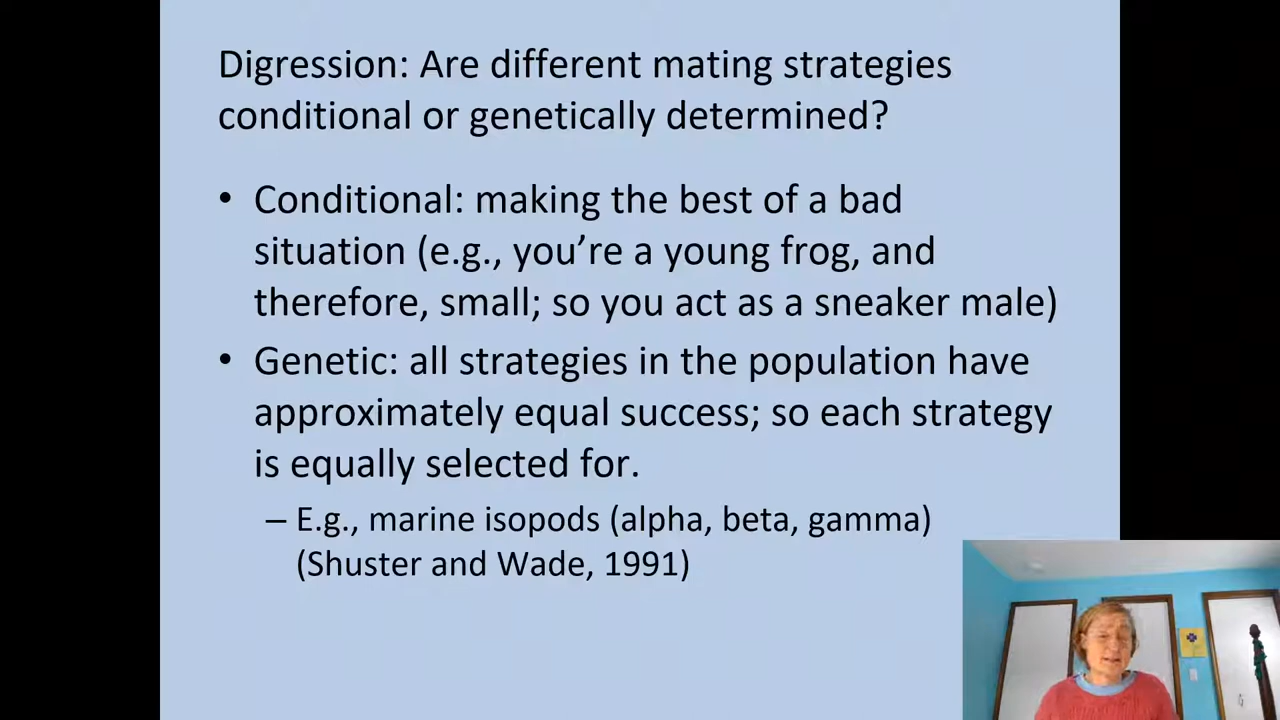 Digression: Are different mating strategies
conditional or genetically determined?
• Conditional: making the best of a bad
situation (e.g., you’re a young frog, and
therefore, small; so you act as a sneaker male)
• Genetic: all strategies in the population have
approximately equal success; so each strategy
is equally selected for.
– E.g., marine isopods (alpha, beta, gamma)
(Shuster and Wade, 1991)